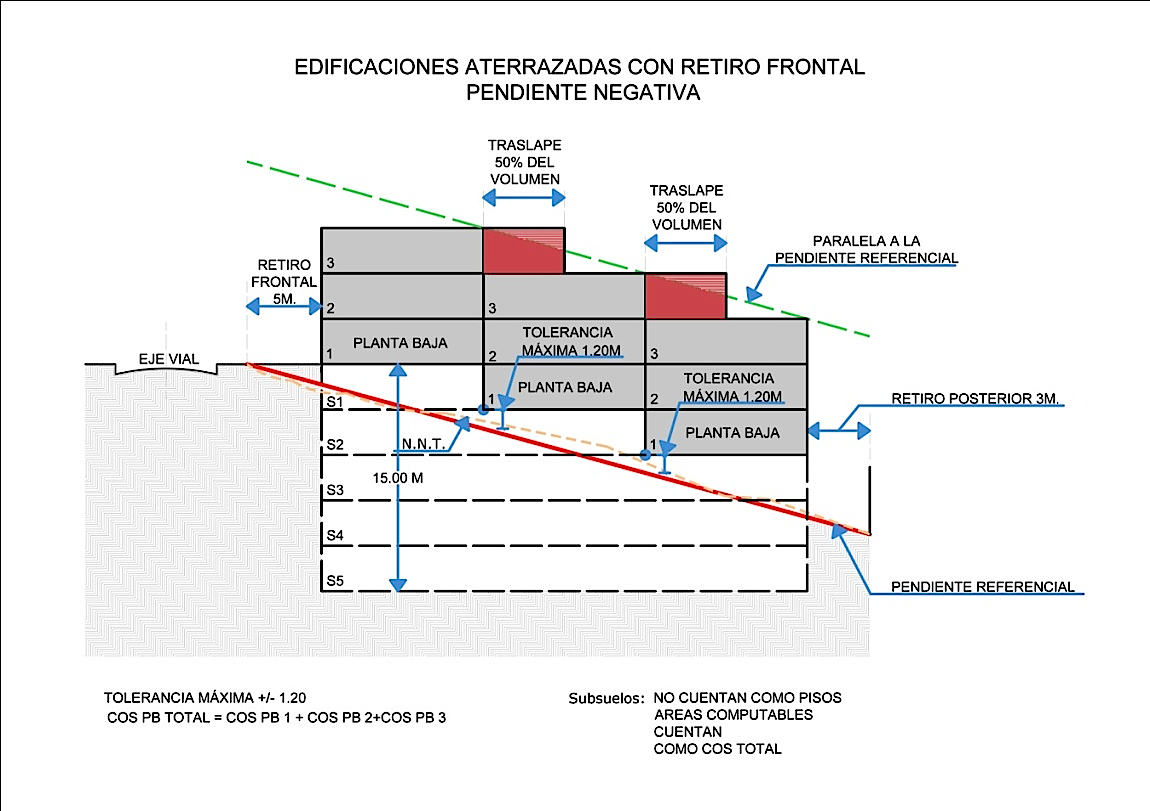 EDIFICACIONES ATERRAZADAS CON RETIRO FRONTAL
PENDIENTE NEGATIVA
TRASLAPE
50% DEL
VOLUMEN
TRASLAPE
50% DEL
VOLUMEN
PARALELA A LA
PENDIENTE REFERENCIAL
RETIRO
FRONTAL
5M.
3
2
3
1
PLANTA BAJA
2
TOLERANCIA
MÁXIMA 1.20M
3
EJE VIAL
1
PLANTA BAJA
2
TOLERANCIA
MÁXIMA 1.20M
RETIRO POSTERIOR 3M.
S1
1
PLANTA BAJA
S2
N.N.T.
15.00 M
S3
S4
S5
PENDIENTE REFERENCIAL
TOLERANCIA MÁXIMA +/- 1.20
COS PB TOTAL = COS PB 1 + COS PB 2+COS PB 3
Subsuelos: NO CUENTAN COMO PISOS
AREAS COMPUTABLES
CUENTAN
COMO COS TOTAL